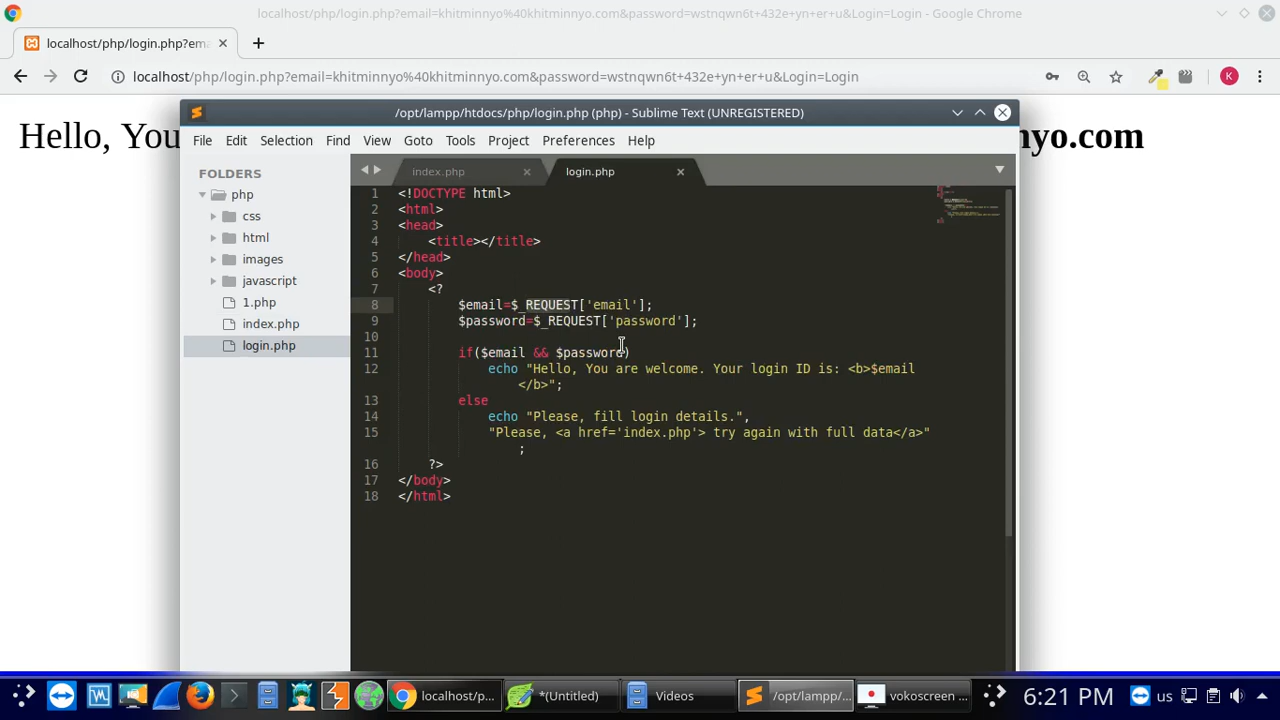 localhost/php/login.php?email=khitminnyo%40khitminnyo.com&password=wstnqwn6t+432e+yn+er+u&Login=Login - Google Chrome
localhost/php/login.php?em
localhost/php/login.php?email=khitminnyo%40khitminnyo.com&password=wstnqwn6t+432e+yn+er+u&Login=Login
K
/opt/lampp/htdocs/php/login.php (php) - Sublime Text (UNREGISTERED)
Hello, You
nyo.com
File Edit Selection Find View Goto Tools Project Preferences Help
FOLDERS
php
css
html
images
javascript
1.php
index.php
login.php
index.php login.php
1 <!DOCTYPE html>
2 <html>
3 <head>
4 <title></title>
5 </head>
6 <body>
7 <?
8 $email=$_REQUEST['email'];
9 $password=$_REQUEST['password'];
10
11 if($email && $password)
12 echo "Hello, You are welcome. Your login ID is: <b>$email
</b>";
13 else
14 echo "Please, fill login details.",
15 "Please, <a href='index.php'> try again with full data</a>"
;
16 ?>
17 </body>
18 </html>
localhost/p... *(Untitled) Videos /opt/lampp/... vokoscreen ... us 6:21 PM